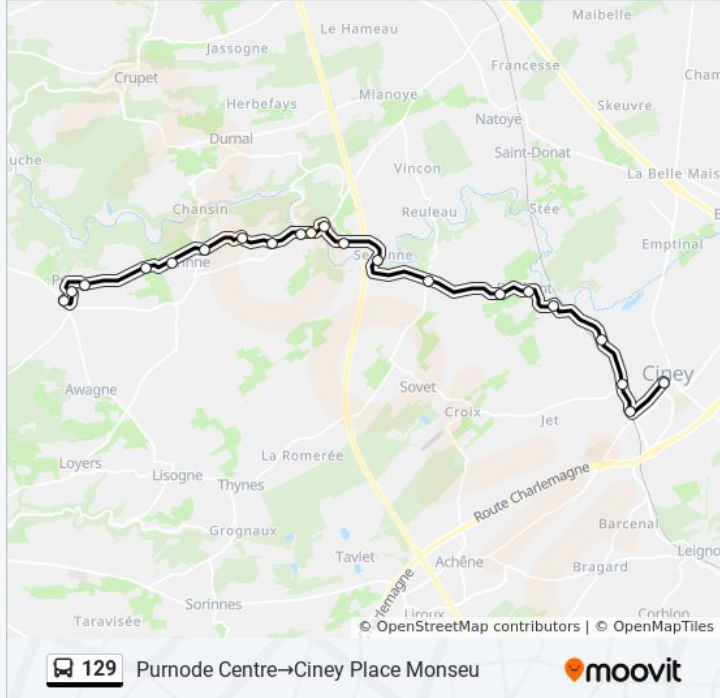 Maibelle
Le Hameau
Jassogne
Francesse
Crupet
Mianoye
Herbefays
Skeuvre
Natoye
Durnal
Saint-Donat
uche
Vincon
La Belle Mais
Chansin
Reuleau
Stée
Emptinal
Ciney
Sovet
Awagne
Croix
Jet
La Romerée
Loyers
Lisogne
Thynes
Route Charlemagne
Grognaux
Barcenal
Taviet
Achêne
Leigno
Bragard
Sorinnes
lemagne
Liroux
Corbion
Taravisée
© OpenStreetMap contributors | © OpenMapTiles
129 Purnode Centre→Ciney Place Monseu
moovit